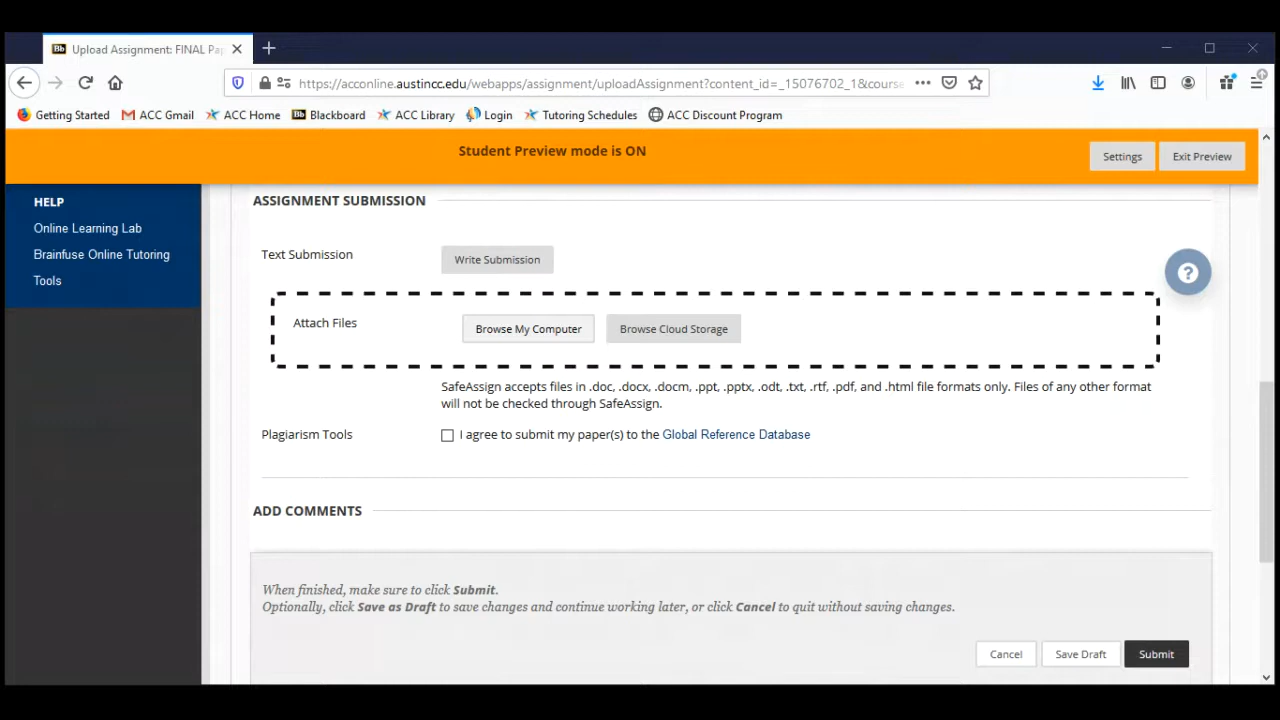 Bb Upload Assignment: FINAL Pap
https://acconline.austincc.edu/webapps/assignment/uploadAssignment?content_id=_15076702_1&course
Getting Started ACC Gmail ACC Home Bb Blackboard ACC Library Login Tutoring Schedules ACC Discount Program
Student Preview mode is ON
Settings Exit Preview
HELP
Online Learning Lab
Brainfuse Online Tutoring
Tools
ASSIGNMENT SUBMISSION
Text Submission Write Submission
?
Attach Files Browse My Computer Browse Cloud Storage
SafeAssign accepts files in .doc, .docx, .docm, .ppt, .pptx, .odt, .txt, .rtf, .pdf, and .html file formats only. Files of any other format
will not be checked through SafeAssign.
Plagiarism Tools I agree to submit my paper(s) to the Global Reference Database
ADD COMMENTS
When finished, make sure to click Submit.
Optionally, click Save as Draft to save changes and continue working later, or click Cancel to quit without saving changes.
Cancel Save Draft Submit